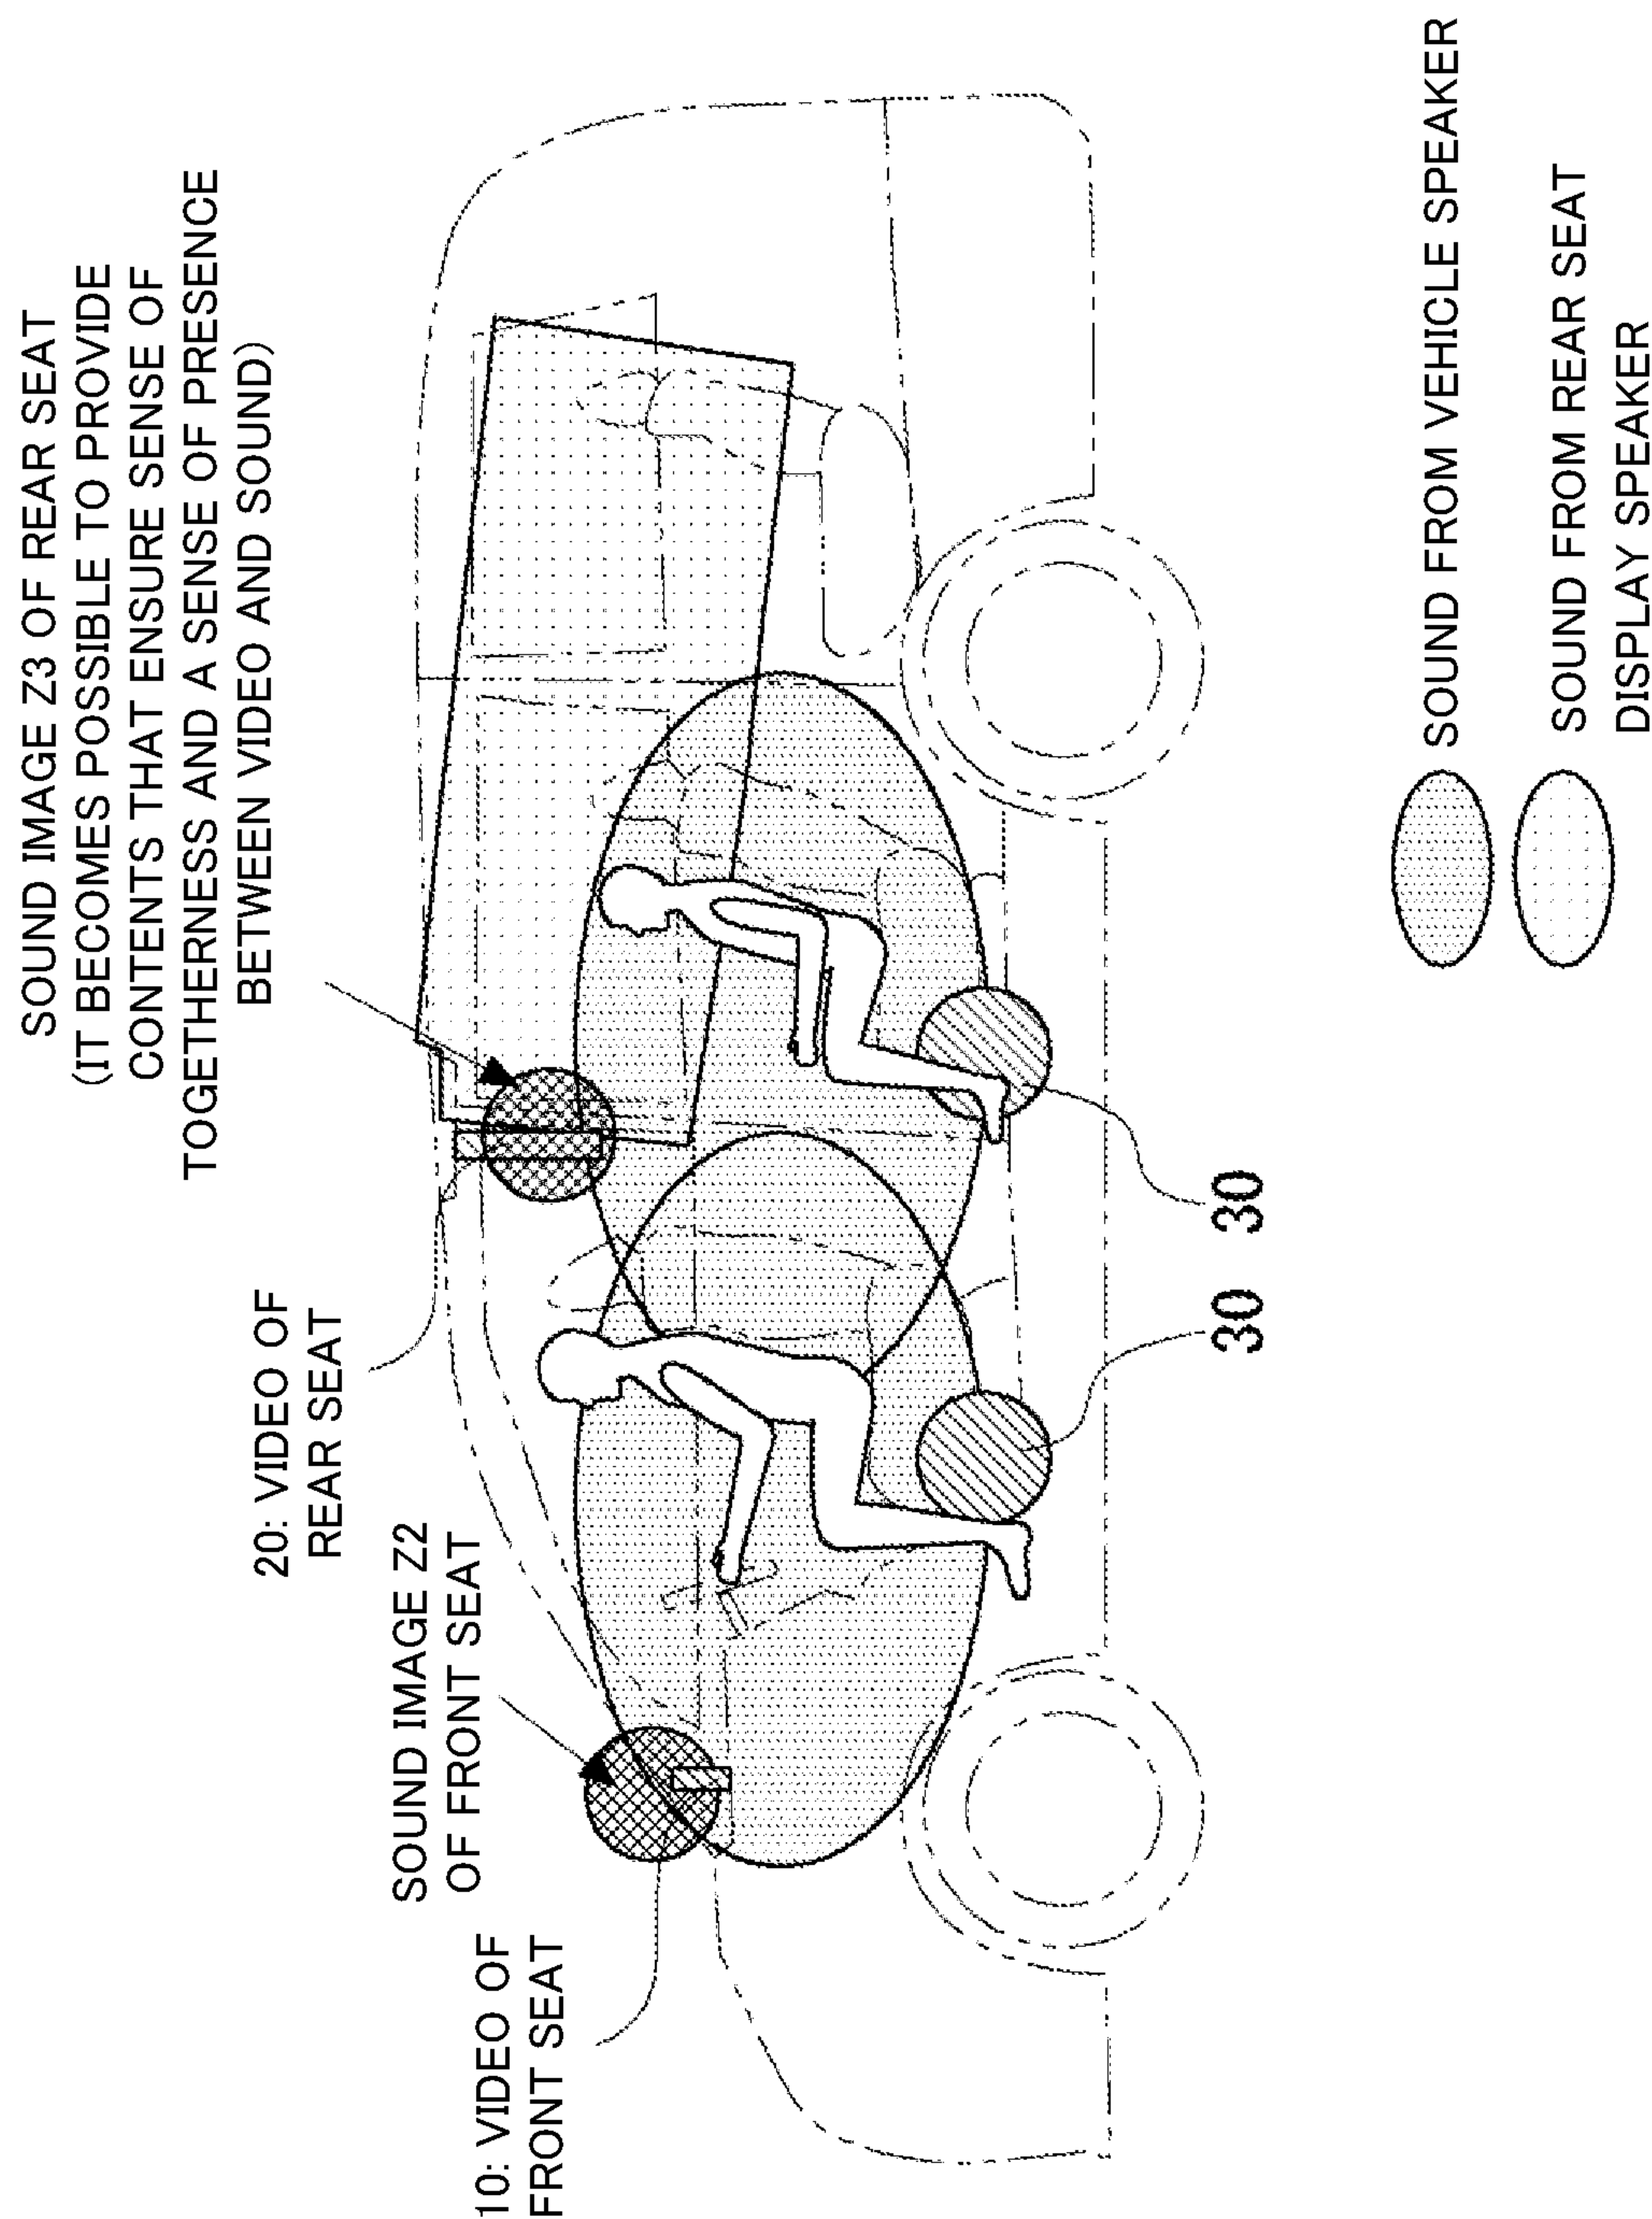 SOUND IMAGE Z3 OF REAR SEAT
(IT BECOMES POSSIBLE TO PROVIDE
CONTENTS THAT ENSURE SENSE OF
TOGETHERNESS AND A SENSE OF PRESENCE
BETWEEN VIDEO AND SOUND)
20: VIDEO OF
REAR SEAT
SOUND IMAGE Z2
OF FRONT SEAT
10: VIDEO OF
FRONT SEAT
30
30
SOUND FROM VEHICLE SPEAKER
SOUND FROM REAR SEAT
DISPLAY SPEAKER